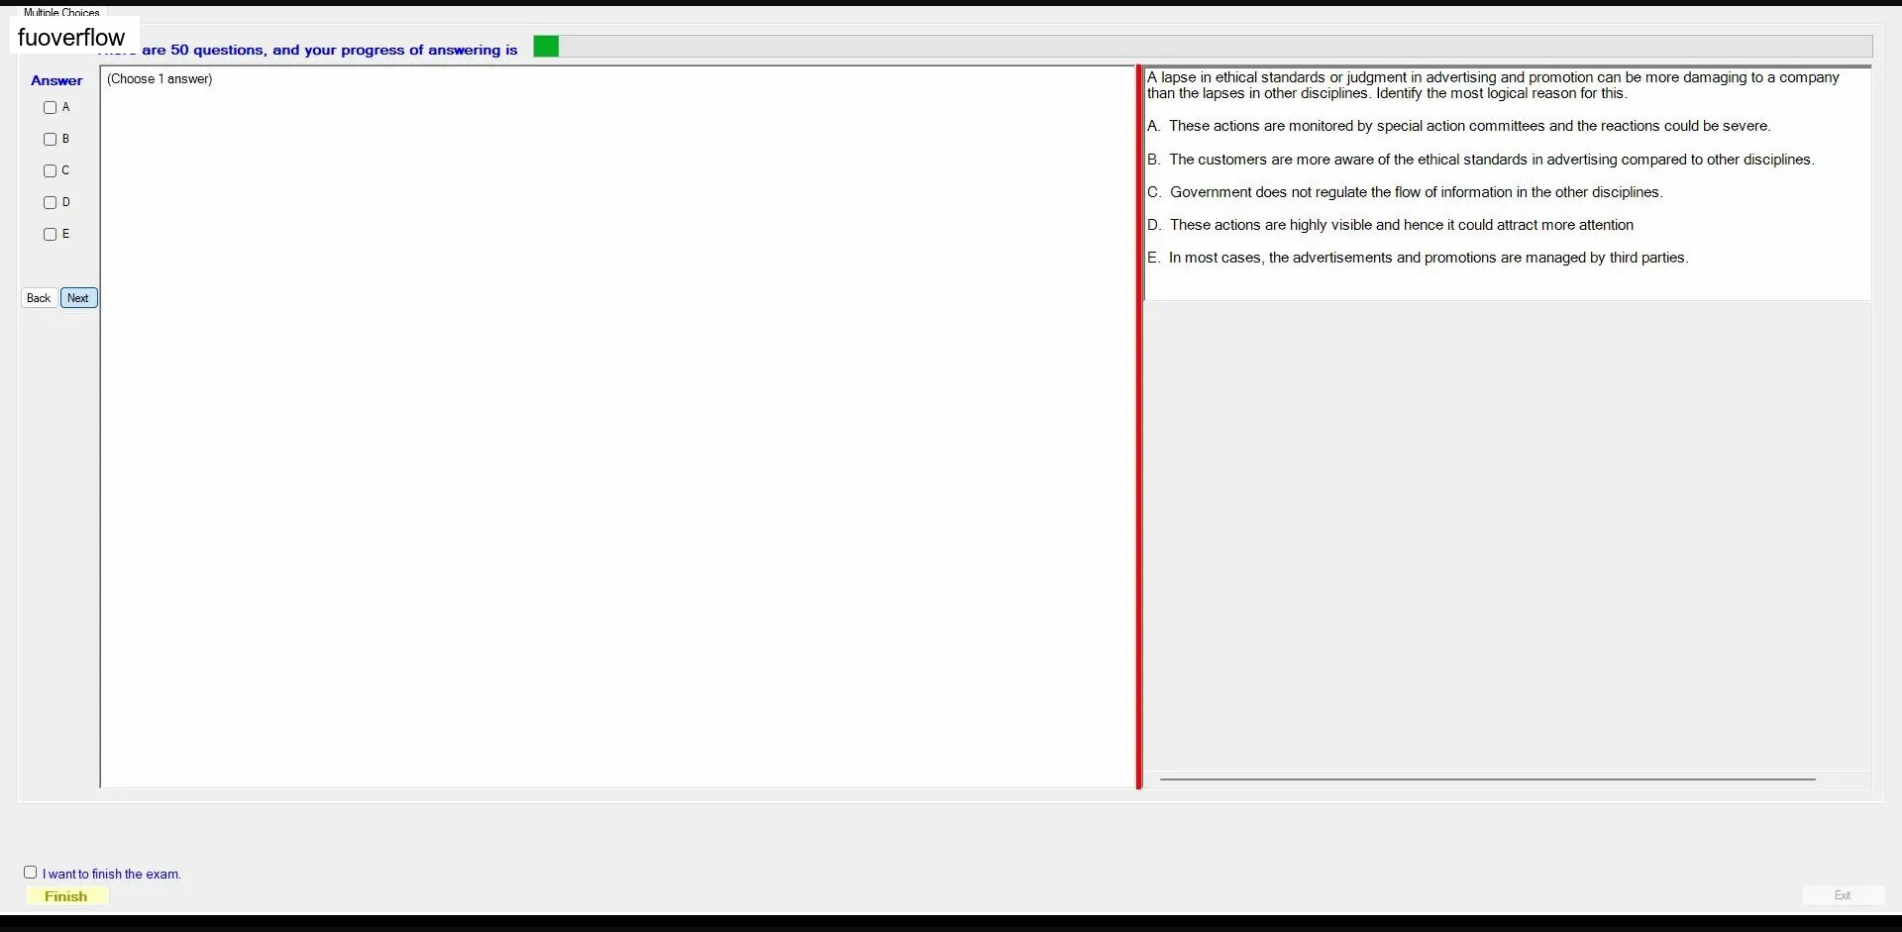 Multiple Choices
fuoverflow
are 50 questions, and your progress of answering is
Answer
(Choose 1 answer)
A
B
C
D
E
Back
Next
A lapse in ethical standards or judgment in advertising and promotion can be more damaging to a company
than the lapses in other disciplines. Identify the most logical reason for this.
A. These actions are monitored by special action committees and the reactions could be severe.
B. The customers are more aware of the ethical standards in advertising compared to other disciplines.
C. Government does not regulate the flow of information in the other disciplines.
D. These actions are highly visible and hence it could attract more attention
E. In most cases, the advertisements and promotions are managed by third parties.
I want to finish the exam.
Finish
Exit